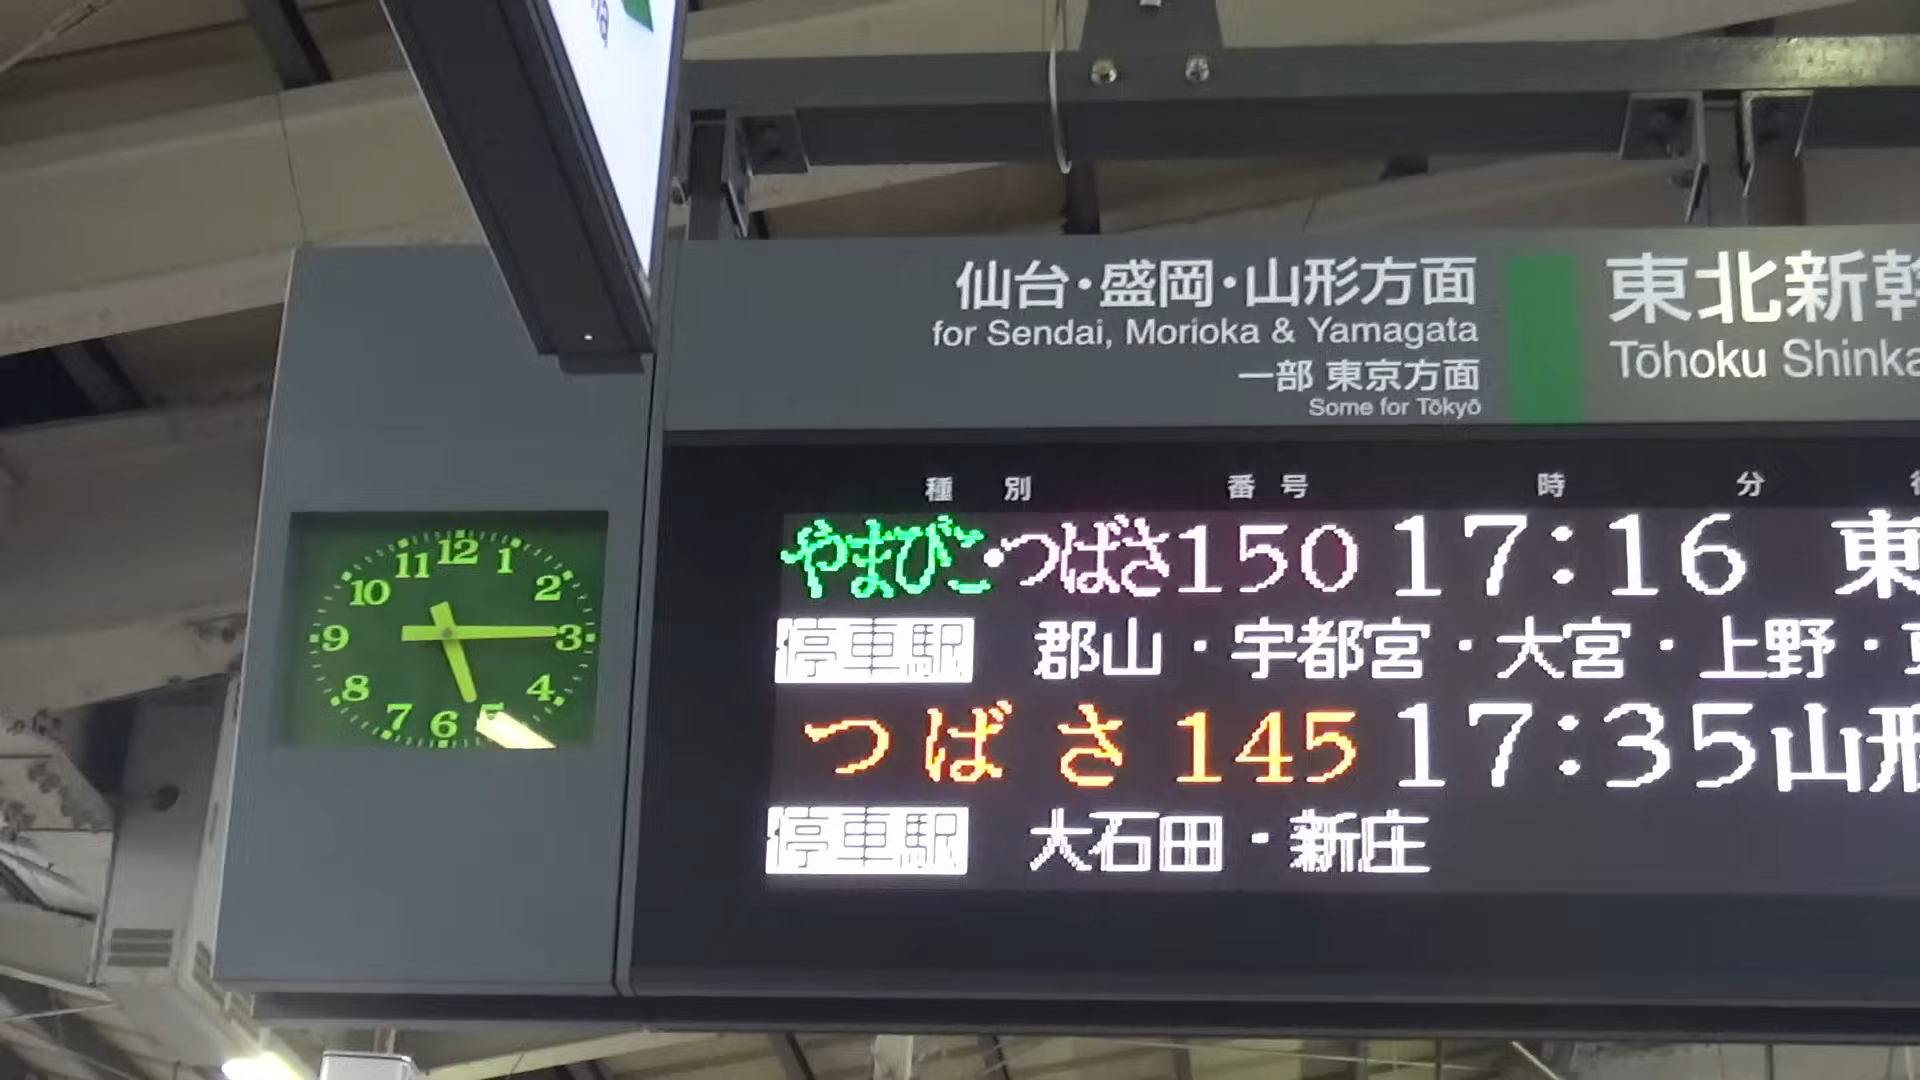 仙台・盛岡・山形方面
for Sendai, Morioka & Yamagata
一部 東京方面
Some for Tōkyō
東北新幹
Tōhoku Shinka
種別 番号 時 分
やまびこ・つばさ150 17:16 東
停車駅 郡山・宇都宮・大宮・上野・
つばさ 145 17:35 山形
停車駅 大石田・新庄
12 1 2 3 4 5 6 7 8 9 10 11